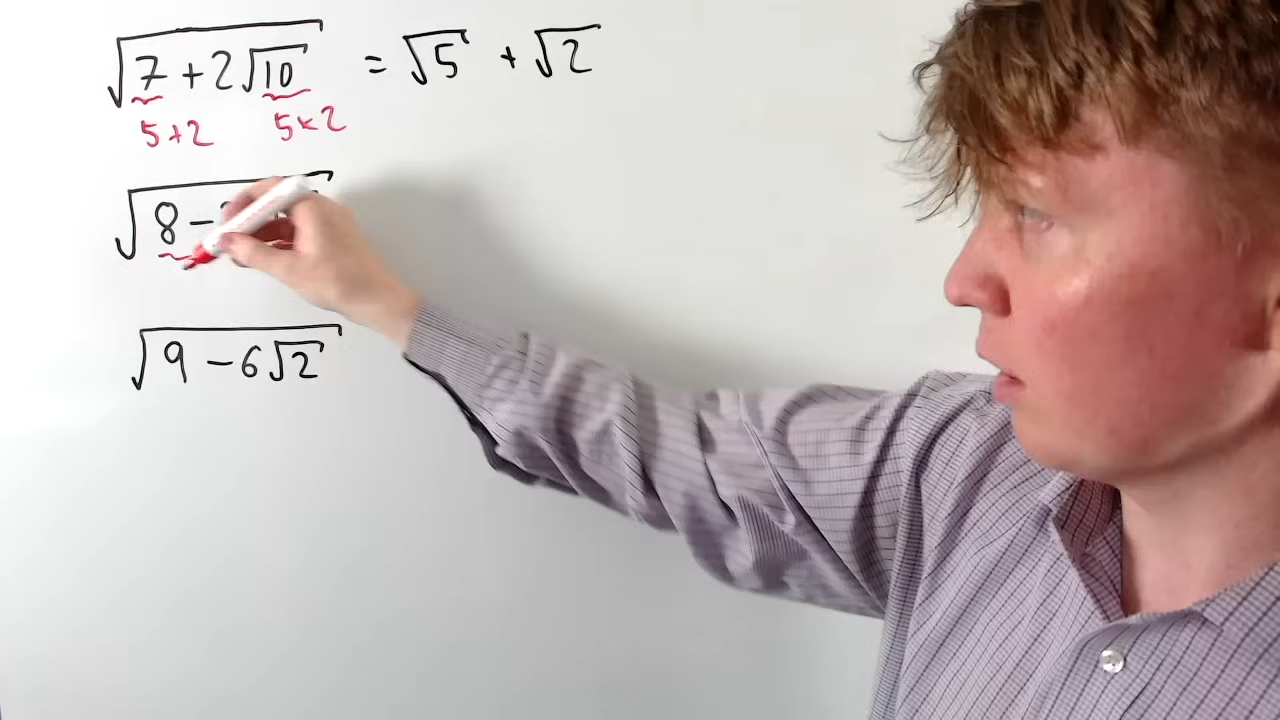 √(7 + 2√10) = √5 + √2
5+2 5×2
√(8 -
√(9 - 6√2)